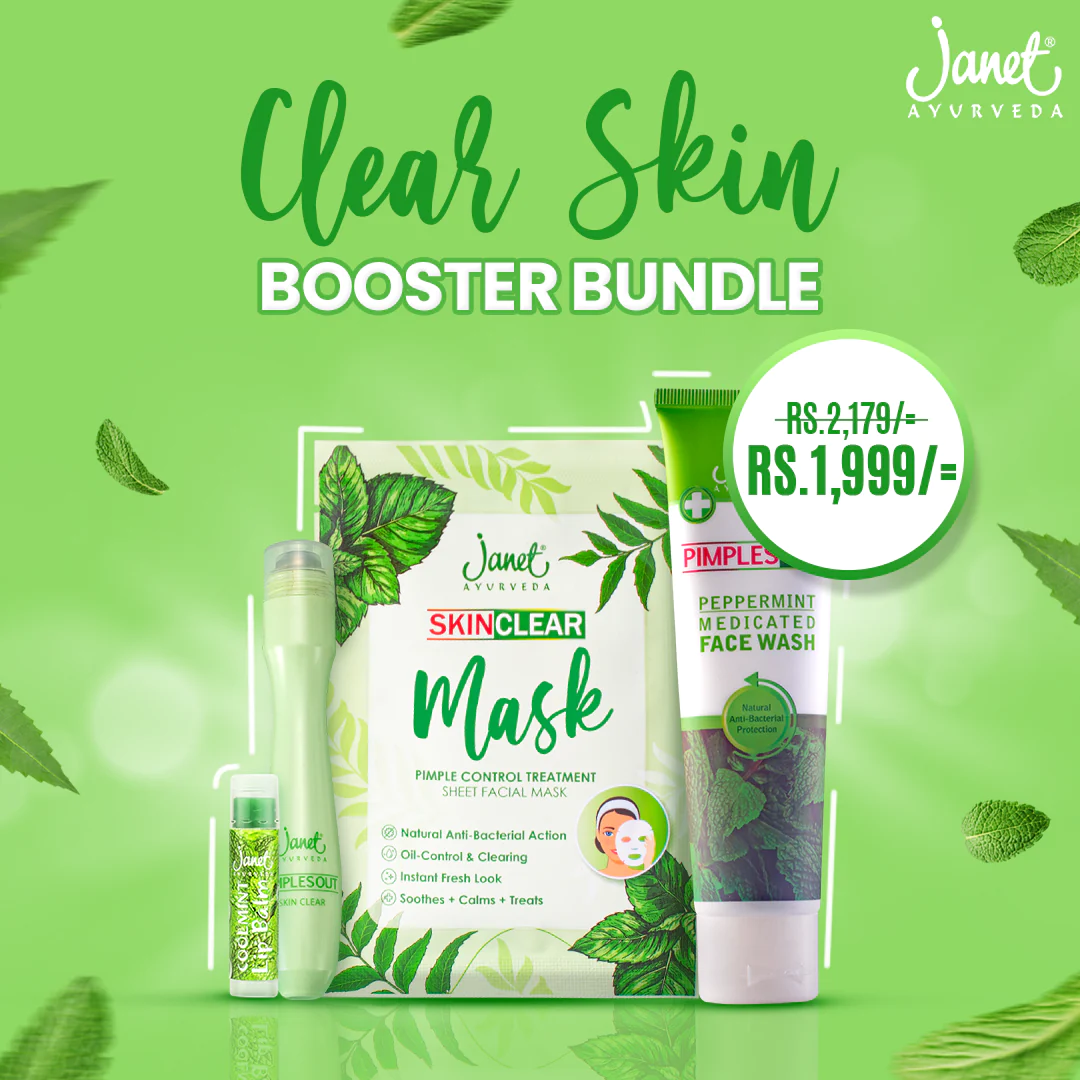 Janet®
AYURVEDA
Clear Skin
BOOSTER BUNDLE
RS.2,179/=
RS.1,999/=
Janet®
AYURVEDA
SKINCLEAR
Mask
PIMPLE CONTROL TREATMENT
SHEET FACIAL MASK
Natural Anti-Bacterial Action
Oil-Control & Clearing
Instant Fresh Look
Soothes + Calms + Treats
PIMPLES
PEPPERMINT
MEDICATED
FACE WASH
Natural
Anti-Bacterial
Protection
Janet
COOLMINT
Lip Balm
Janet
AYURVEDA
MPLESOUT
SKIN CLEAR